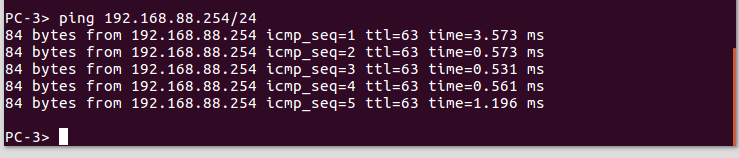 PC-3> ping 192.168.88.254/24
84 bytes from 192.168.88.254 icmp_seq=1 ttl=63 time=3.573 ms
84 bytes from 192.168.88.254 icmp_seq=2 ttl=63 time=0.573 ms
84 bytes from 192.168.88.254 icmp_seq=3 ttl=63 time=0.531 ms
84 bytes from 192.168.88.254 icmp_seq=4 ttl=63 time=0.561 ms
84 bytes from 192.168.88.254 icmp_seq=5 ttl=63 time=1.196 ms
PC-3>